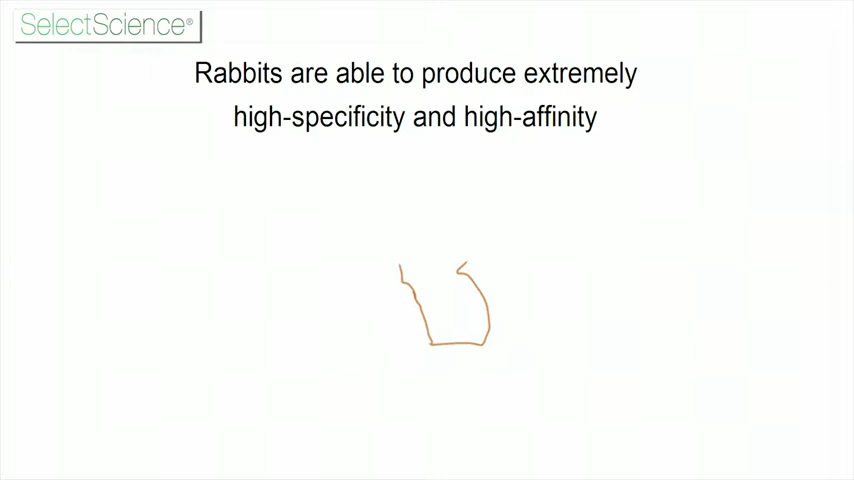 SelectScience®
Rabbits are able to produce extremely
high-specificity and high-affinity